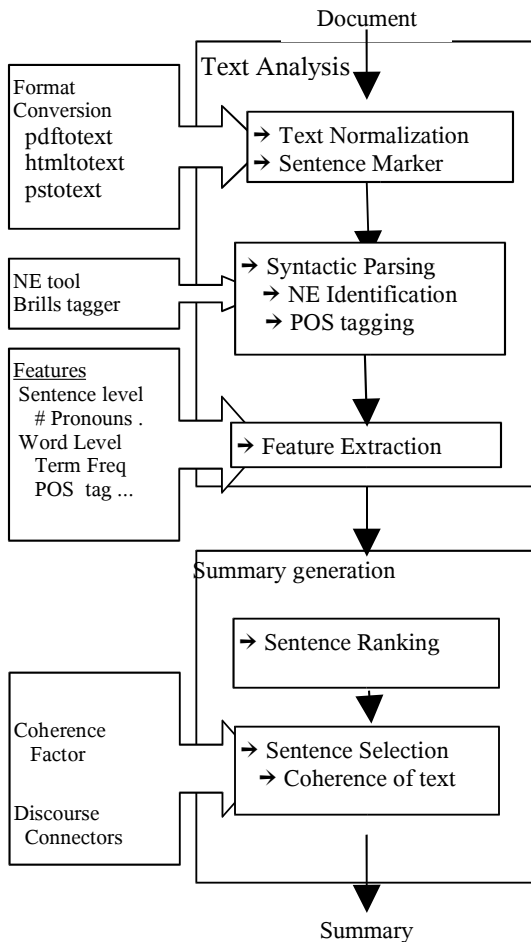 Document
Text Analysis
Format
Conversion
pdftotext
htmltotext
pstotext
→ Text Normalization
→ Sentence Marker
NE tool
Brills tagger
→ Syntactic Parsing
→ NE Identification
→ POS tagging
Features
Sentence level
# Pronouns .
Word Level
Term Freq
POS tag ...
→ Feature Extraction
Summary generation
→ Sentence Ranking
Coherence
Factor
Discourse
Connectors
→ Sentence Selection
→ Coherence of text
Summary